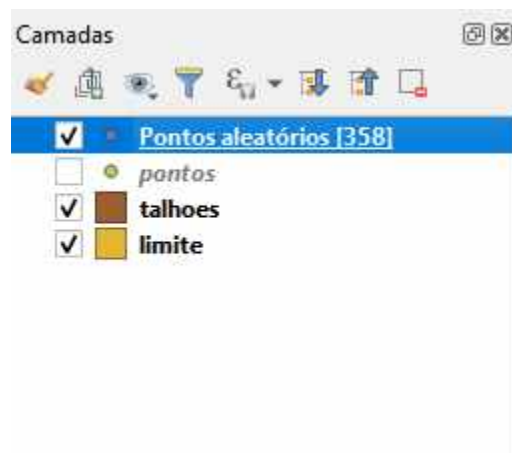 Camadas
Pontos aleatórios [358]
pontos
talhoes
limite